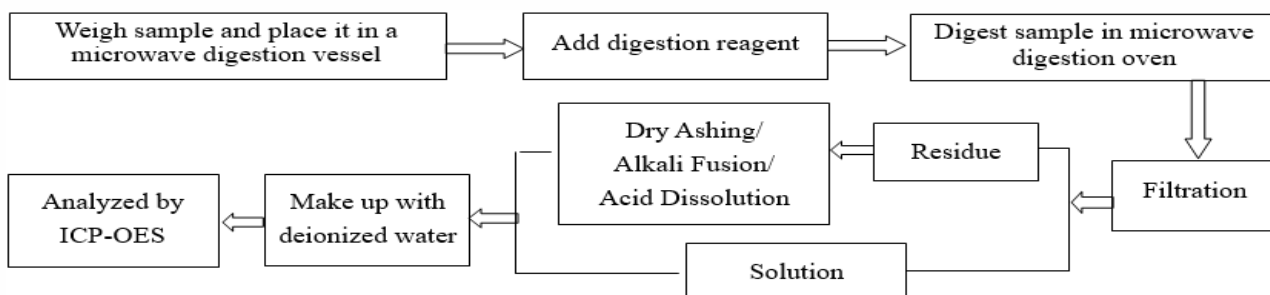 Weigh sample and place it in a
microwave digestion vessel
Add digestion reagent
Digest sample in microwave
digestion oven
Filtration
Residue
Dry Ashing/
Alkali Fusion/
Acid Dissolution
Solution
Make up with
deionized water
Analyzed by
ICP-OES